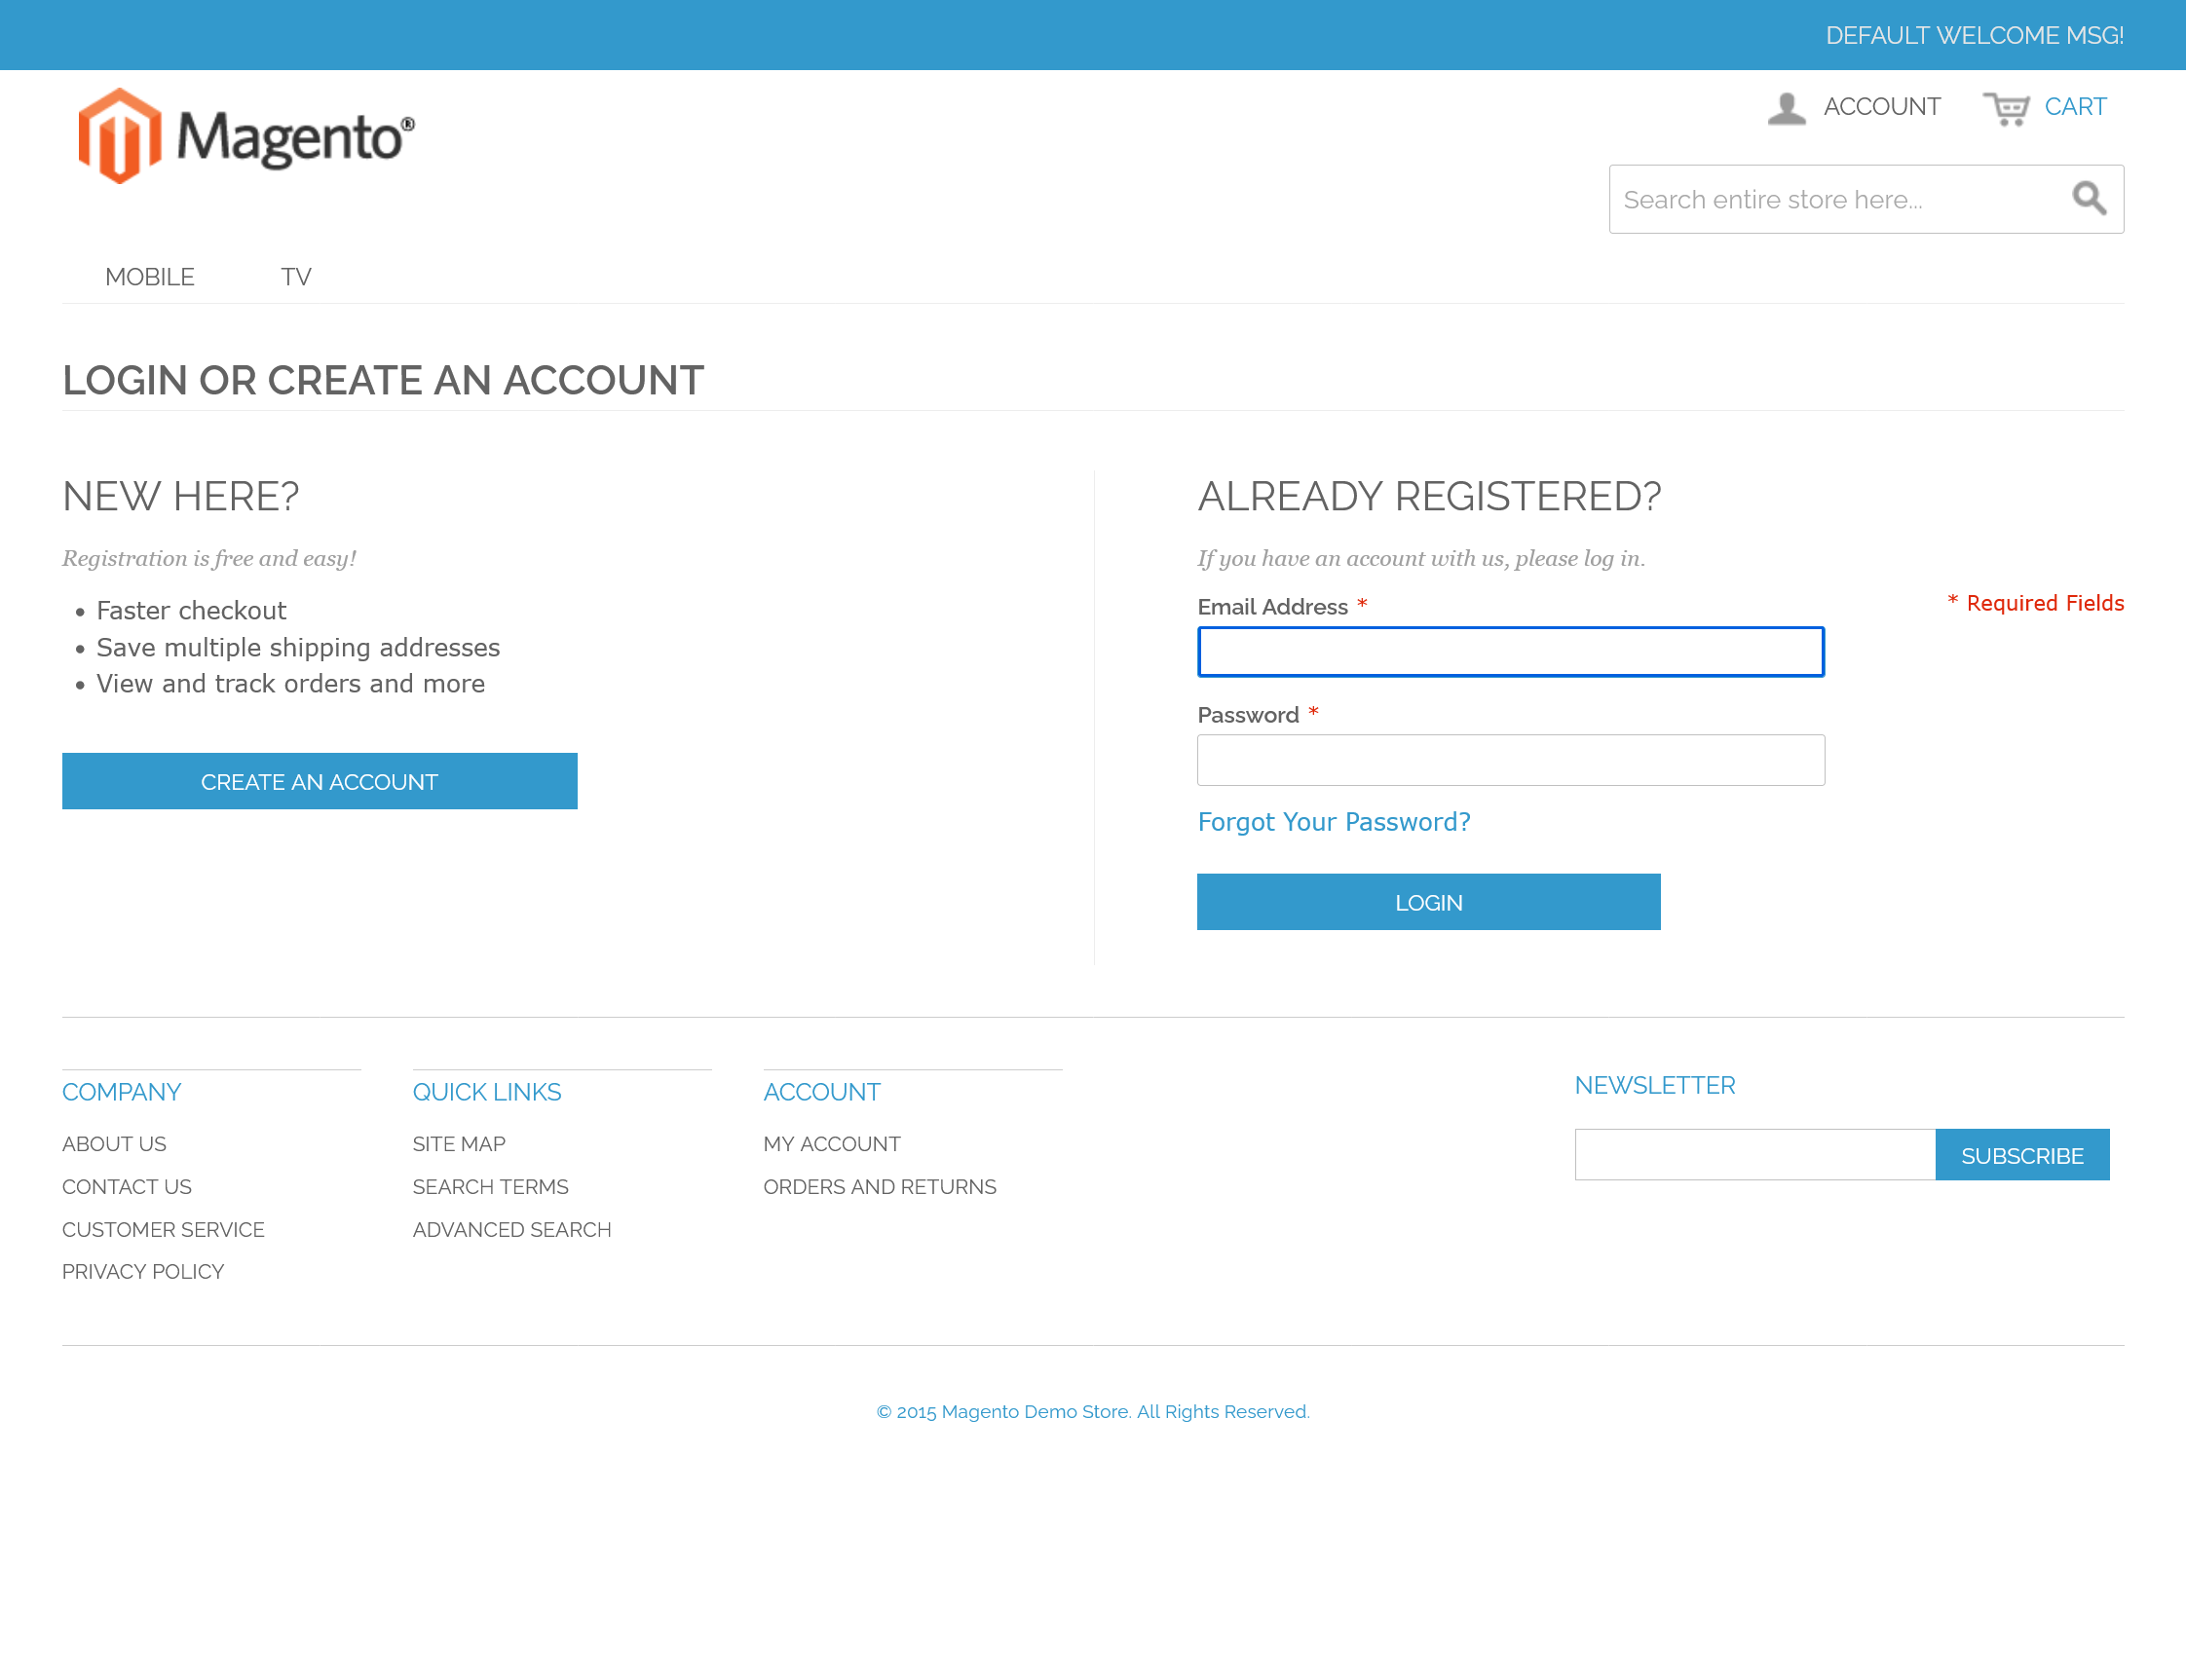 DEFAULT WELCOME MSG!
Magento®
ACCOUNT
CART
Search entire store here...
MOBILE
TV
LOGIN OR CREATE AN ACCOUNT
NEW HERE?
Registration is free and easy!
• Faster checkout
• Save multiple shipping addresses
• View and track orders and more
CREATE AN ACCOUNT
ALREADY REGISTERED?
If you have an account with us, please log in.
* Required Fields
Email Address *
Password *
Forgot Your Password?
LOGIN
COMPANY
ABOUT US
CONTACT US
CUSTOMER SERVICE
PRIVACY POLICY
QUICK LINKS
SITE MAP
SEARCH TERMS
ADVANCED SEARCH
ACCOUNT
MY ACCOUNT
ORDERS AND RETURNS
NEWSLETTER
SUBSCRIBE
© 2015 Magento Demo Store. All Rights Reserved.